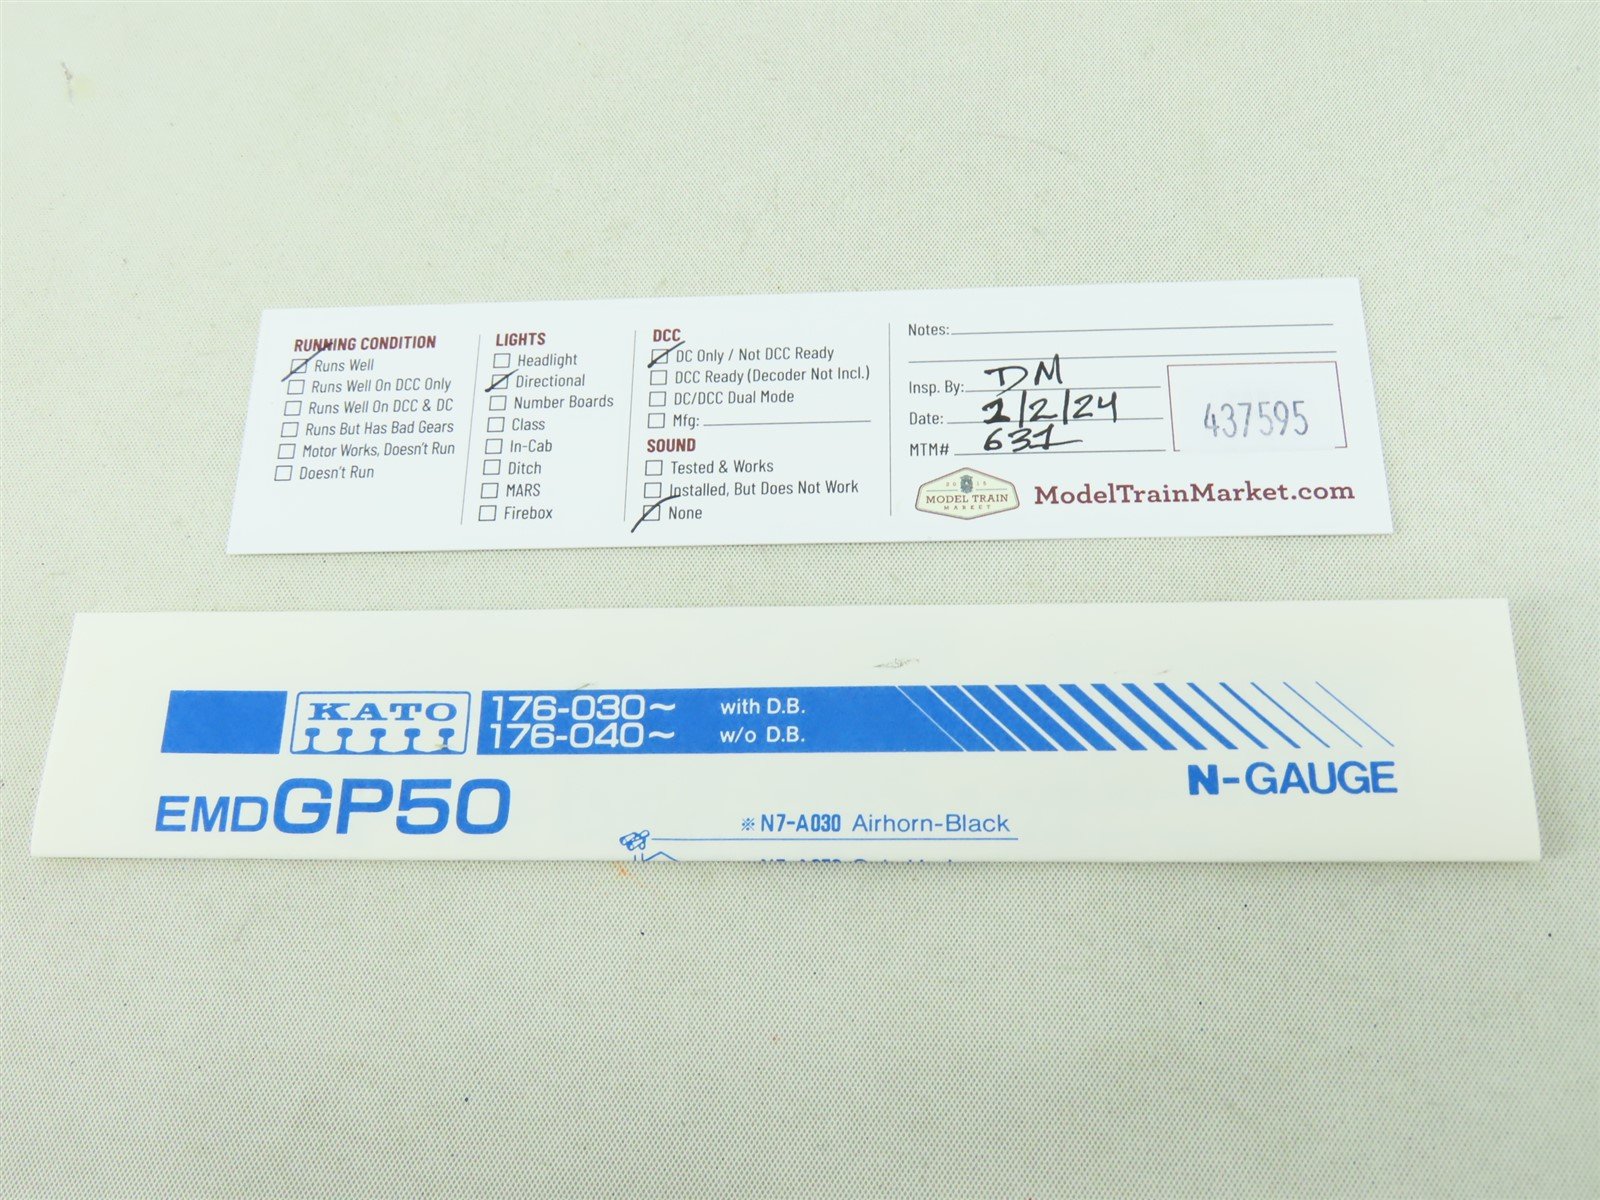 RUNNING CONDITION
Runs Well
Runs Well On DCC Only
Runs Well On DCC & DC
Runs But Has Bad Gears
Motor Works, Doesn't Run
Doesn't Run
LIGHTS
Headlight
Directional
Number Boards
Class
In-Cab
Ditch
MARS
Firebox
DCC
DC Only / Not DCC Ready
DCC Ready (Decoder Not Incl.)
DC/DCC Dual Mode
Mfg:
SOUND
Tested & Works
Installed, But Does Not Work
None
Notes:
Insp. By: DM
Date: 1/2/24
MTM# 631
437595
2015
MODEL TRAIN
MARKET
ModelTrainMarket.com
KATO
176-030~ with D.B.
176-040~ w/o D.B.
N-GAUGE
EMD GP50
※N7-A030 Airhorn-Black